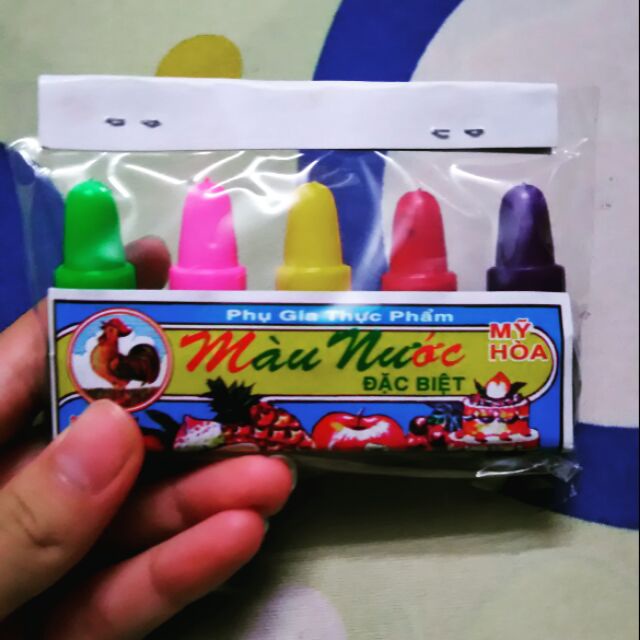 Phụ Gia Thực Phẩm
Màu Nước
ĐẶC BIỆT
MỸ
HÒA